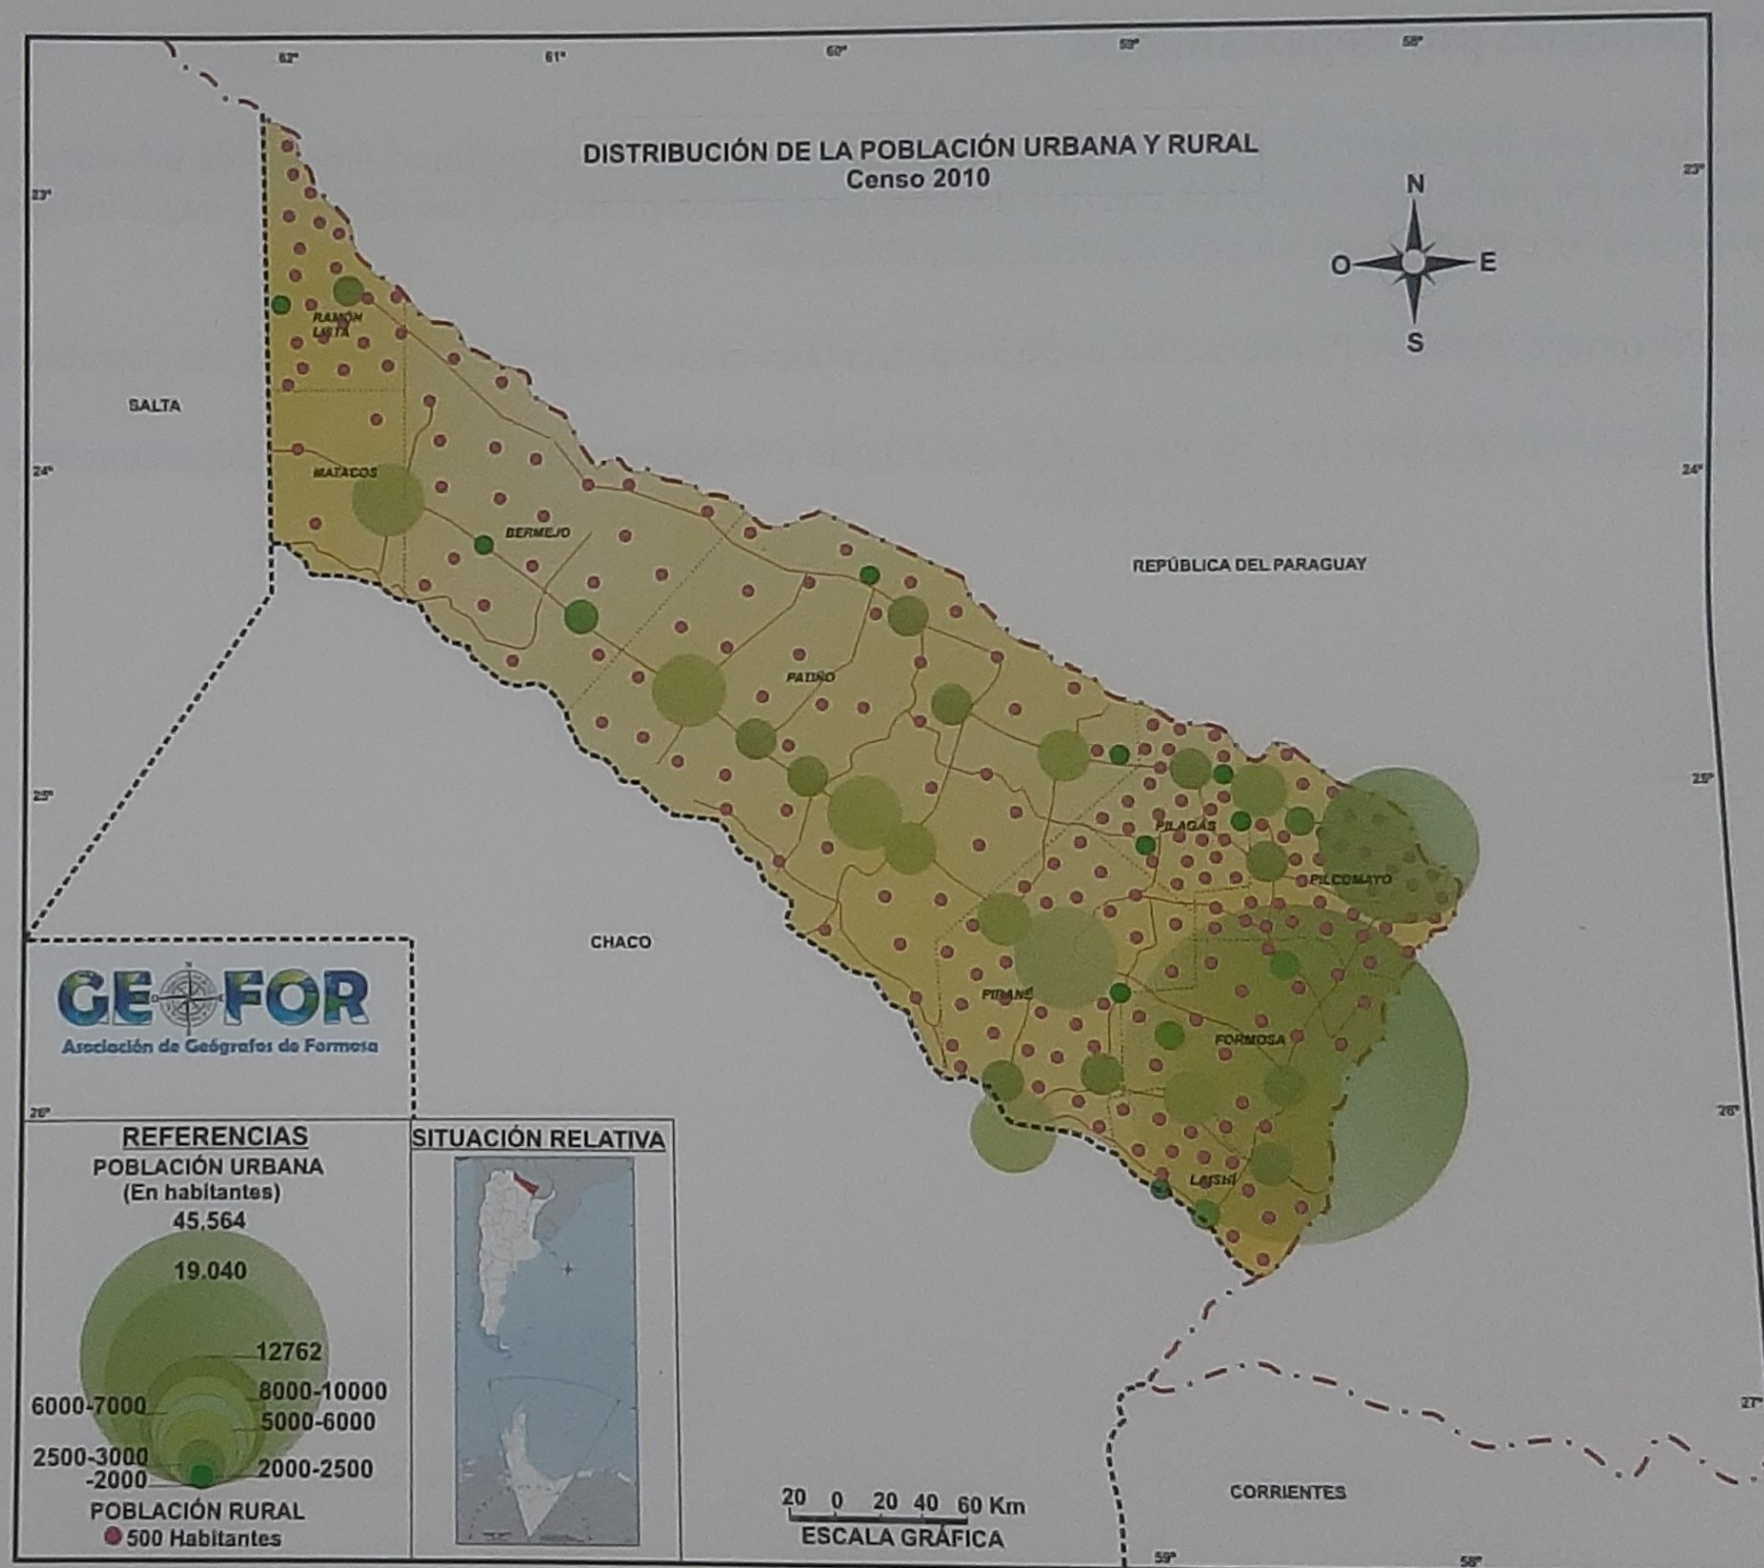 62°
61°
60°
59°
58°
DISTRIBUCIÓN DE LA POBLACIÓN URBANA Y RURAL
Censo 2010
23°
23°
N
O
E
S
RAMÓN
LISTA
SALTA
24°
24°
MATACOS
BERMEJO
REPÚBLICA DEL PARAGUAY
PATIÑO
25°
25°
PILAGÁS
PILCOMAYO
CHACO
PIRANÉ
FORMOSA
LAISHI
GEOFOR
Asociación de Geógrafos de Formosa
26°
26°
REFERENCIAS
POBLACIÓN URBANA
(En habitantes)
45.564
19.040
12762
8000-10000
6000-7000
5000-6000
2500-3000
2000-2500
-2000
POBLACIÓN RURAL
500 Habitantes
SITUACIÓN RELATIVA
20 0 20 40 60 Km
ESCALA GRÁFICA
CORRIENTES
27°
59°
58°